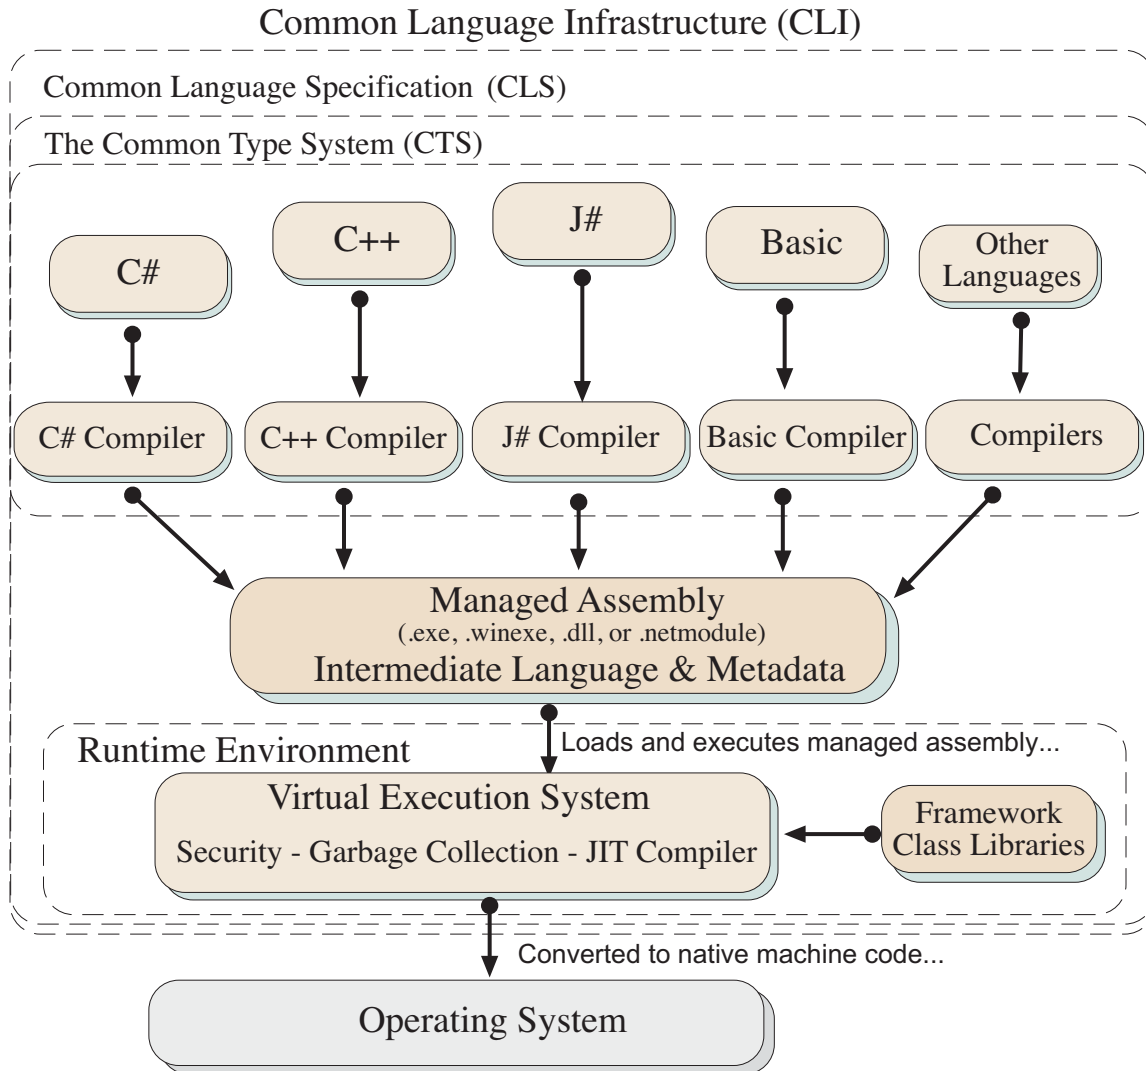 Common Language Infrastructure (CLI)
Common Language Specification (CLS)
The Common Type System (CTS)
C#
C++
J#
Basic
Other
Languages
C# Compiler
C++ Compiler
J# Compiler
Basic Compiler
Compilers
Managed Assembly
(.exe, .winexe, .dll, or .netmodule)
Intermediate Language & Metadata
Runtime Environment
Loads and executes managed assembly...
Virtual Execution System
Security - Garbage Collection - JIT Compiler
Framework
Class Libraries
Converted to native machine code...
Operating System